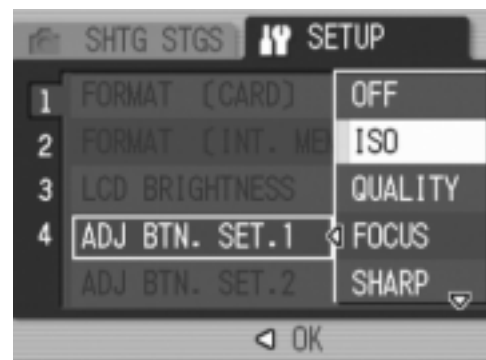 SHTG STGS SETUP
1 FORMAT (CARD) OFF
2 FORMAT (INT. ME ISO
3 LCD BRIGHTNESS QUALITY
4 ADJ BTN. SET.1 FOCUS
ADJ BTN. SET.2 SHARP
OK